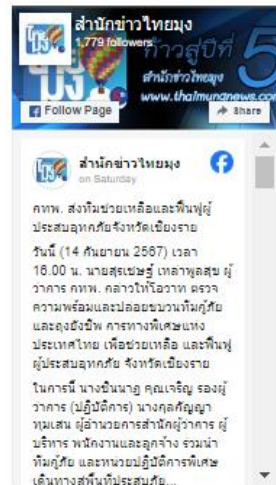 สำนักข่าวไทยมุง
1,779 followers
ก้าวสู่ปีที่ 5
สำนักข่าวไทยมุง
www.thaimungnews.com
Follow Page
Share
สำนักข่าวไทยมุง
on Saturday
กทพ. ส่งทีมช่วยเหลือและฟื้นฟูผู้
ประสบอุทกภัยจังหวัดเชียงราย
วันนี้ (14 กันยายน 2567) เวลา
16.00 น. นายสุรเชษฐ์ เหล่าพูลสุข ผู้
ว่าการ กทพ. กล่าวให้โอวาท ตรวจ
ความพร้อมและปล่อยขบวนทีมกู้ภัย
และถุงยังชีพ การทางพิเศษแห่ง
ประเทศไทย เพื่อช่วยเหลือ และฟื้นฟู
ผู้ประสบอุทกภัย จังหวัดเชียงราย
ในการนี้ นางชินนาฎ คุณเจริญ รองผู้
ว่าการ (ปฏิบัติการ) นางกุลกัญญา
ทุมเสน ผู้อำนวยการสำนักผู้ว่าการ ผู้
บริหาร พนักงานและลูกจ้าง รวมนำ
ทีมกู้ภัย และหน่วยปฏิบัติการพิเศษ
เดินทางสู่พื้นที่ประสบภัย...